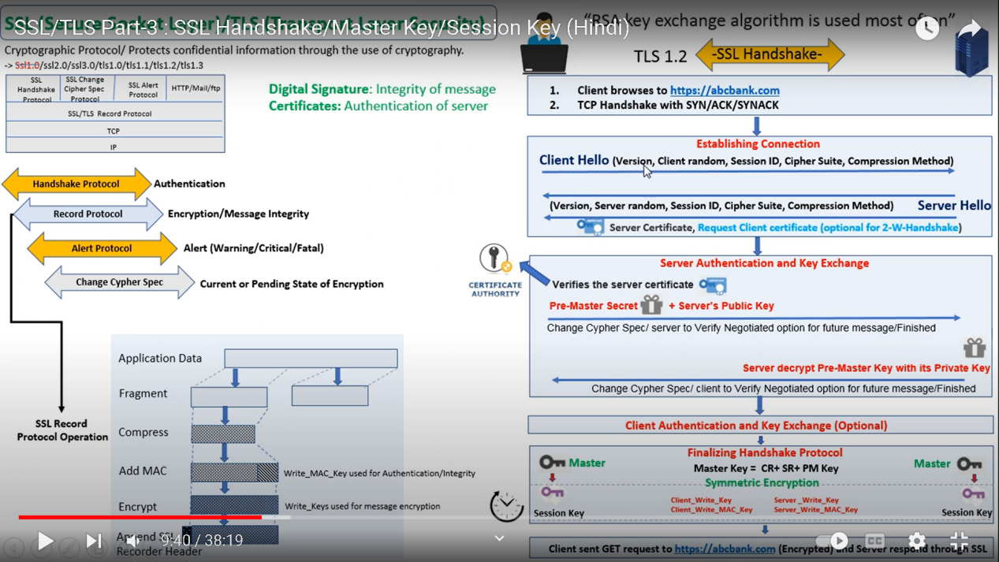 SSL(Secure Socket Layer)/TLS (Transport Layer Security)
SSL/TLS Part-3 : SSL Handshake/Master Key/Session Key (Hindi)
Cryptographic Protocol/ Protects confidential information through the use of cryptography.
-> Ssl1.0/ssl2.0/ssl3.0/tls1.0/tls1.1/tls1.2/tls1.3
SSL Handshake Protocol
SSL Change Cipher Spec Protocol
SSL Alert Protocol
HTTP/Mail/ftp
SSL/TLS Record Protocol
TCP
IP
Digital Signature: Integrity of message
Certificates: Authentication of server
Handshake Protocol
Authentication
Record Protocol
Encryption/Message Integrity
Alert Protocol
Alert (Warning/Critical/Fatal)
Change Cypher Spec
Current or Pending State of Encryption
SSL Record
Protocol Operation
Application Data
Fragment
Compress
Add MAC
Write_MAC_Key used for Authentication/Integrity
Encrypt
Write_Keys used for message encryption
Append SSL
Recorder Header
9:40 / 38:19
"RSA key exchange algorithm is used most often"
TLS 1.2
-SSL Handshake-
1. Client browses to https://abcbank.com
2. TCP Handshake with SYN/ACK/SYNACK
Establishing Connection
Client Hello (Version, Client random, Session ID, Cipher Suite, Compression Method)
(Version, Server random, Session ID, Cipher Suite, Compression Method) Server Hello
Server Certificate, Request Client certificate (optional for 2-W-Handshake)
CERTIFICATE
AUTHORITY
Server Authentication and Key Exchange
Verifies the server certificate
Pre-Master Secret + Server's Public Key
Change Cypher Spec/ server to Verify Negotiated option for future message/Finished
Server decrypt Pre-Master Key with its Private Key
Change Cypher Spec/ client to Verify Negotiated option for future message/Finished
Client Authentication and Key Exchange (Optional)
Finalizing Handshake Protocol
Master
Master Key = CR+ SR+ PM Key
Master
Symmetric Encryption
Client_Write_Key Server_Write_Key
Client_Write_MAC_Key Server_Write_MAC_Key
Session Key
Session Key
Client sent GET request to https://abcbank.com (Encrypted) and Server respond through SSL
CC